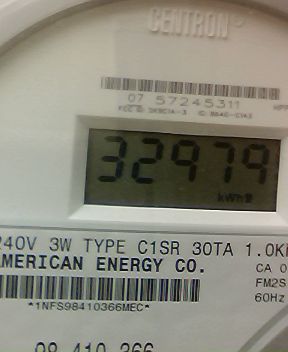 CENTRON
07 57245311
32979
kWh
240V 3W TYPE C1SR 30TA 1.0K
AMERICAN ENERGY CO.
CA 0
FM2S
60Hz
*1NFS98410366MEC*
98 410 366